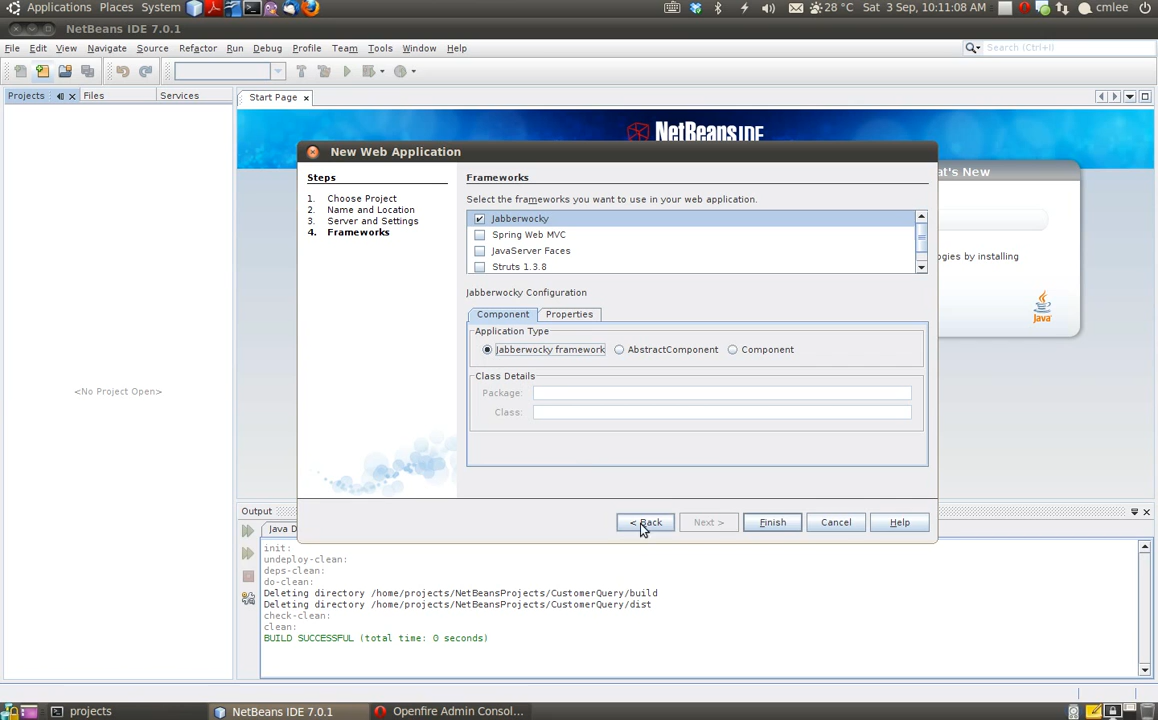 Applications Places System 28 °C Sat 3 Sep, 10:11:08 AM cmlee
NetBeans IDE 7.0.1
File Edit View Navigate Source Refactor Run Debug Profile Team Tools Window Help Search (Ctrl+I)
Projects Files Services Start Page
NetBeans IDE
New Web Application
at's New
Steps Frameworks
1. Choose Project
2. Name and Location
3. Server and Settings
4. Frameworks
Select the frameworks you want to use in your web application.
Jabberwocky
Spring Web MVC
JavaServer Faces
Struts 1.3.8
ogies by installing
Java
Jabberwocky Configuration
Component Properties
Application Type
Jabberwocky framework AbstractComponent Component
Class Details
Package:
Class:
<No Project Open>
< Back Next > Finish Cancel Help
Output
Java D
init:
undeploy-clean:
deps-clean:
do-clean:
Deleting directory /home/projects/NetBeansProjects/CustomerQuery/build
Deleting directory /home/projects/NetBeansProjects/CustomerQuery/dist
check-clean:
clean:
BUILD SUCCESSFUL (total time: 0 seconds)
projects NetBeans IDE 7.0.1 Openfire Admin Consol...